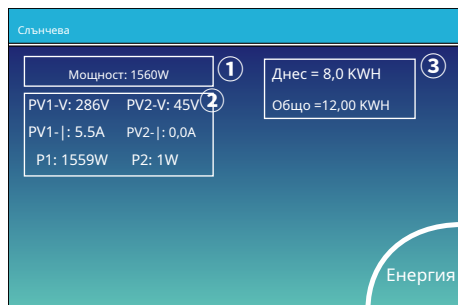 Слънчева
Мощност: 1560W
①
PV1-V: 286V PV2-V: 45V
②
PV1-|: 5.5A PV2-|: 0,0A
P1: 1559W P2: 1W
Днес = 8,0 KWH
③
Общо =12,00 KWH
Енергия